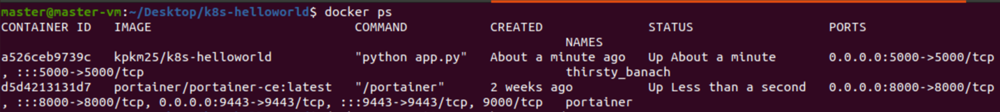 master@master-vm:~/Desktop/k8s-helloworld$ docker ps
CONTAINER ID   IMAGE                           COMMAND           CREATED              STATUS                  PORTS
NAMES
a526ceb9739c   kpkm25/k8s-helloworld           "python app.py"   About a minute ago   Up About a minute       0.0.0.0:5000->5000/tcp
, :::5000->5000/tcp                                                        thirsty_banach
d5d4213131d7   portainer/portainer-ce:latest   "/portainer"      2 weeks ago          Up Less than a second   0.0.0.0:8000->8000/tcp
, :::8000->8000/tcp, 0.0.0.0:9443->9443/tcp, :::9443->9443/tcp, 9000/tcp   portainer